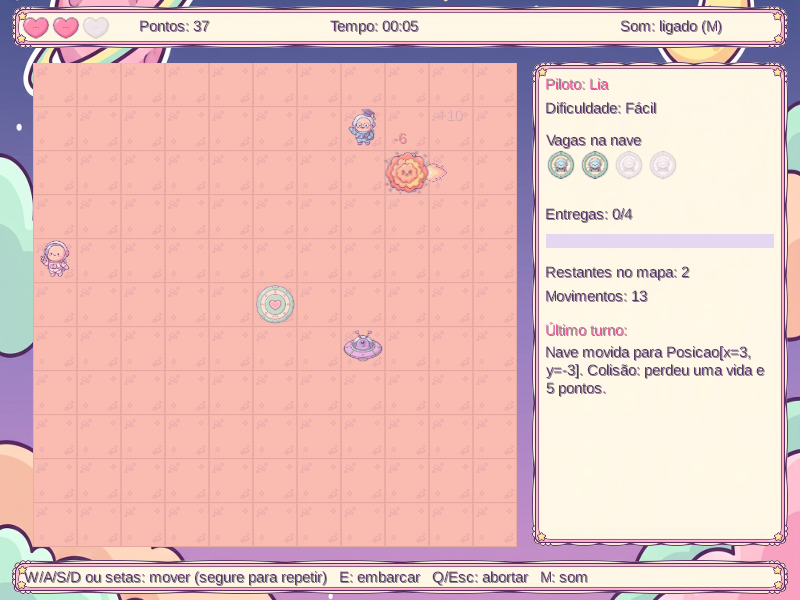 Pontos: 37 Tempo: 00:05 Som: ligado (M)
Piloto: Lia
Dificuldade: Fácil
Vagas na nave
Entregas: 0/4
Restantes no mapa: 2
Movimentos: 13
Último turno:
Nave movida para Posicao[x=3,
y=-3]. Colisão: perdeu uma vida e
5 pontos.
+10
-6
W/A/S/D ou setas: mover (segure para repetir) E: embarcar Q/Esc: abortar M: som